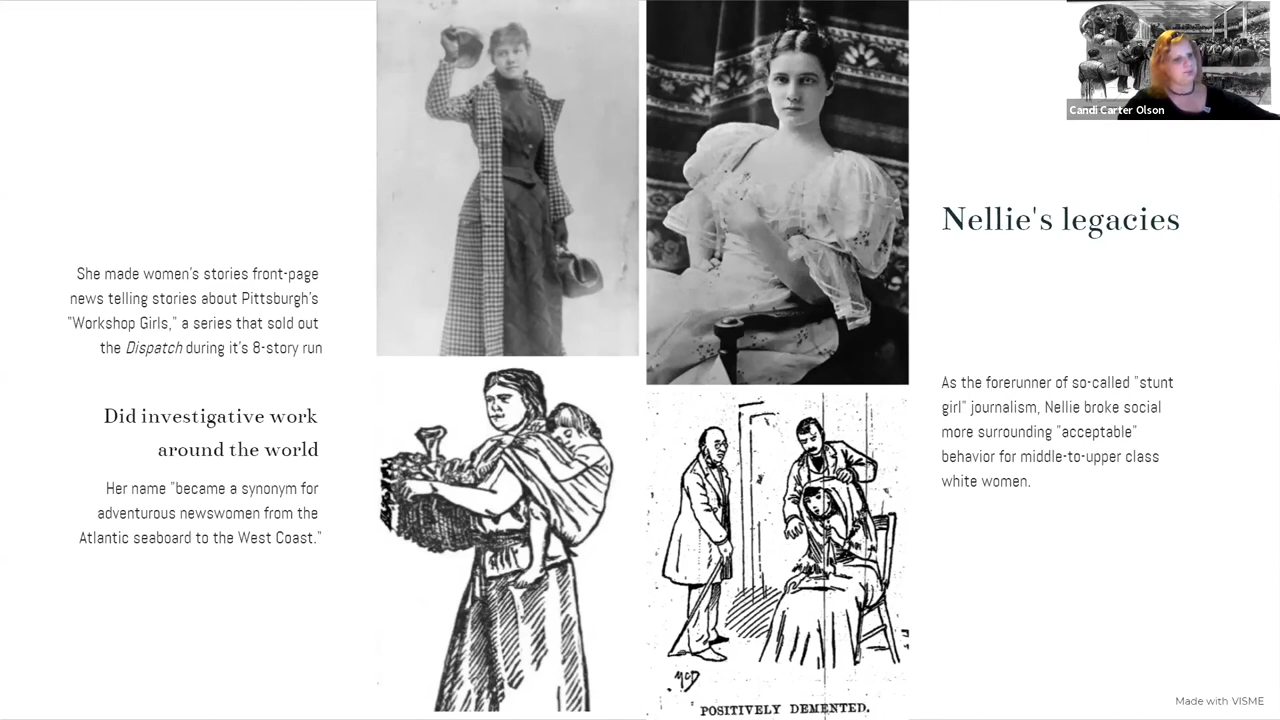 Candi Carter Olson
Nellie's legacies
She made women's stories front-page
news telling stories about Pittsburgh's
"Workshop Girls," a series that sold out
the Dispatch during it's 8-story run
Did investigative work
around the world
Her name "became a synonym for
adventurous newswomen from the
Atlantic seaboard to the West Coast."
As the forerunner of so-called "stunt
girl" journalism, Nellie broke social
more surrounding "acceptable"
behavior for middle-to-upper class
white women.
McD
POSITIVELY DEMENTED.
Made with VISME